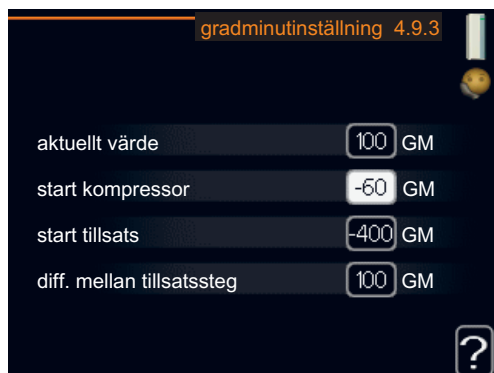 gradminutinställning 4.9.3
aktuellt värde 100 GM
start kompressor -60 GM
start tillsats -400 GM
diff. mellan tillsatssteg 100 GM
?